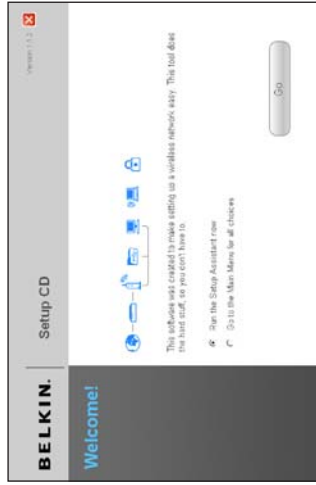 BELKIN. Setup CD Version 1.1.2
Welcome!
This software was created to make setting up a wireless network easy. This tool does
the hard stuff, so you don't have to.
Run the Setup Assistant now
Go to the Main Menu for all choices
Go